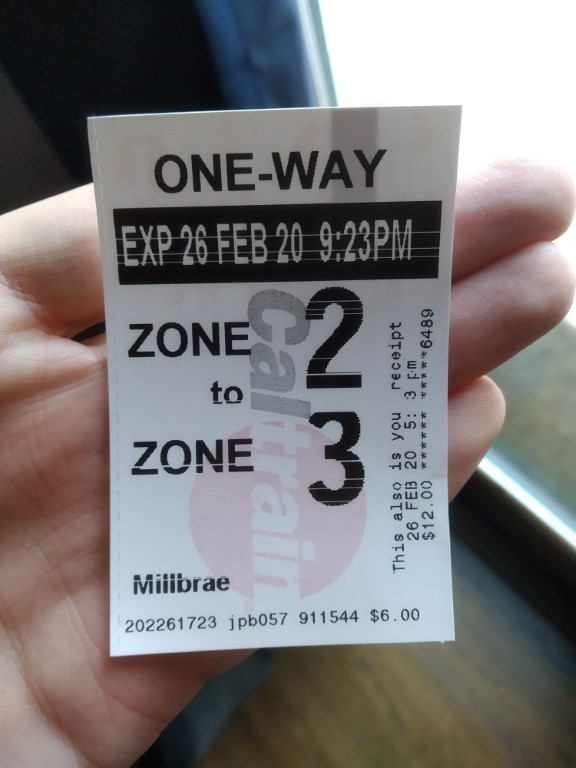 ONE-WAY
EXP 26 FEB 20 9:23PM
ZONE 2
to
ZONE 3
caltrain
Millbrae
202261723 jpb057 911544 $6.00
This also is you receipt
26 FEB 20 5: 3 pm
$12.00 ****** *****6489